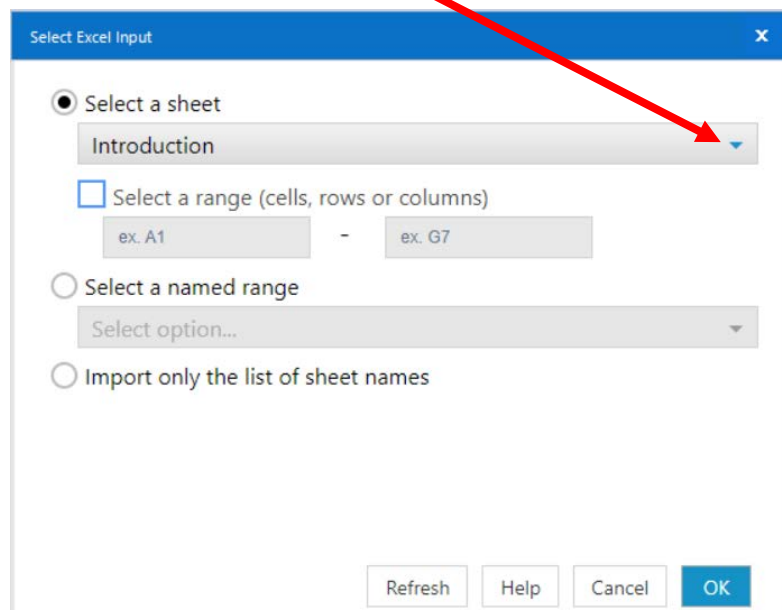 Select Excel Input x
Select a sheet
Introduction
Select a range (cells, rows or columns)
ex. A1 - ex. G7
Select a named range
Select option...
Import only the list of sheet names
Refresh Help Cancel OK